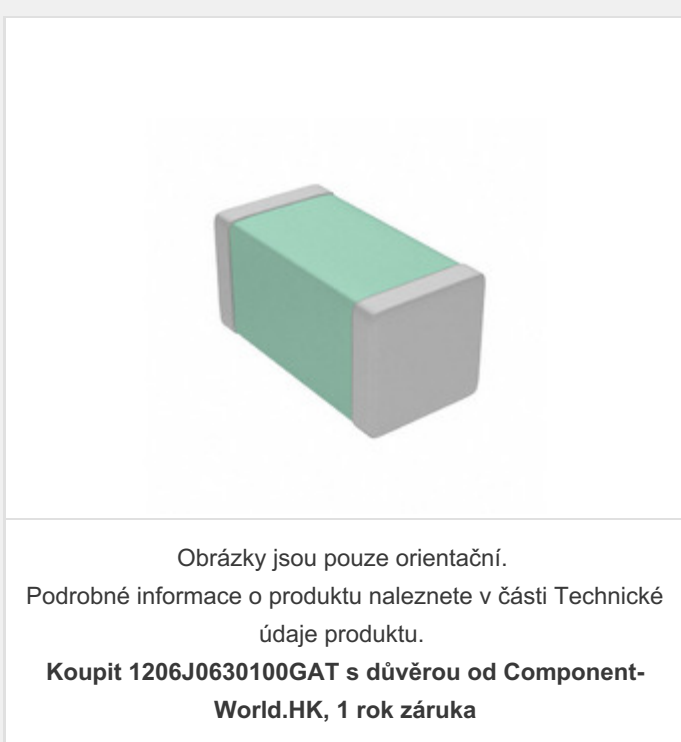 Obrázky jsou pouze orientační.
Podrobné informace o produktu naleznete v části Technické
údaje produktu.
Koupit 1206J0630100GAT s důvěrou od Component-
World.HK, 1 rok záruka